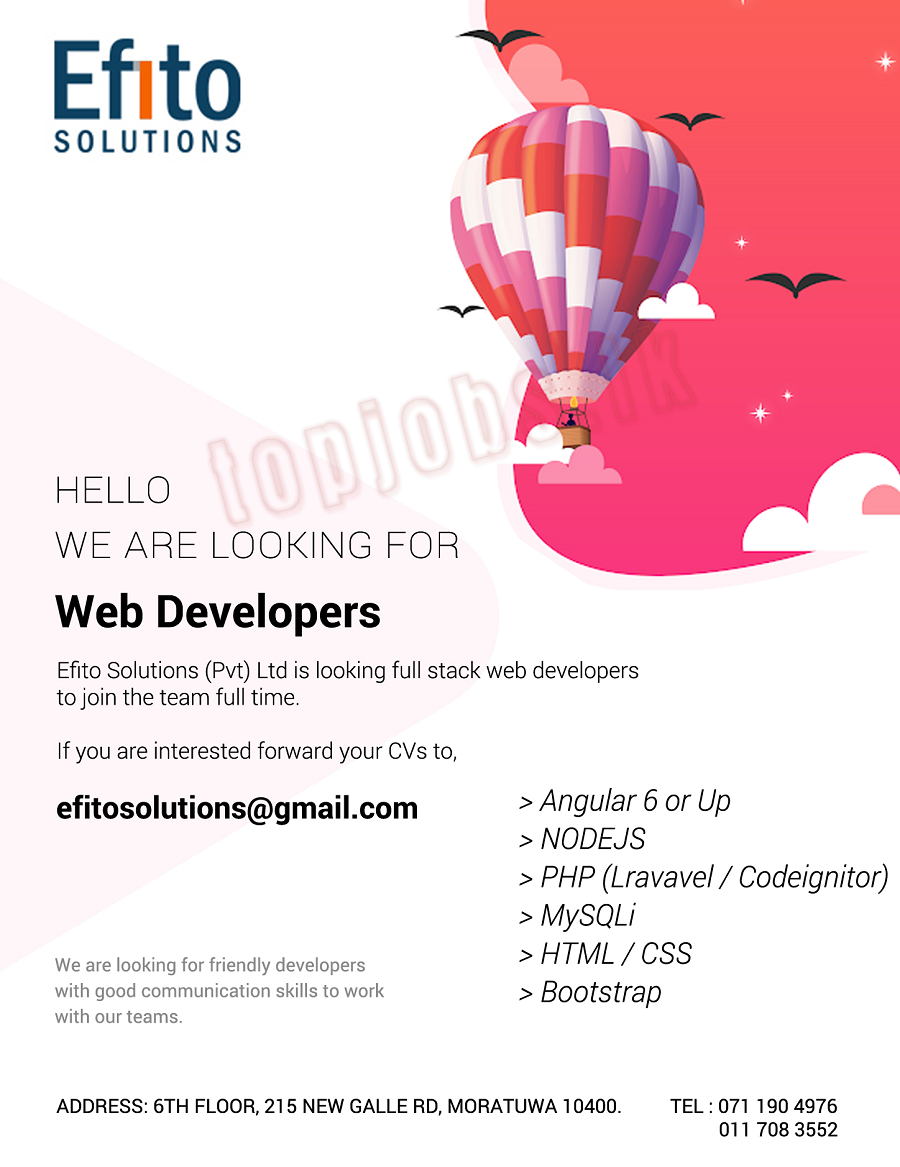 Efito
SOLUTIONS
topjobs.lk
HELLO
WE ARE LOOKING FOR
Web Developers
Efito Solutions (Pvt) Ltd is looking full stack web developers
to join the team full time.
If you are interested forward your CVs to,
efitosolutions@gmail.com
> Angular 6 or Up
> NODEJS
> PHP (Lravavel / Codeignitor)
> MySQLi
> HTML / CSS
> Bootstrap
We are looking for friendly developers
with good communication skills to work
with our teams.
ADDRESS: 6TH FLOOR, 215 NEW GALLE RD, MORATUWA 10400.
TEL : 071 190 4976
011 708 3552